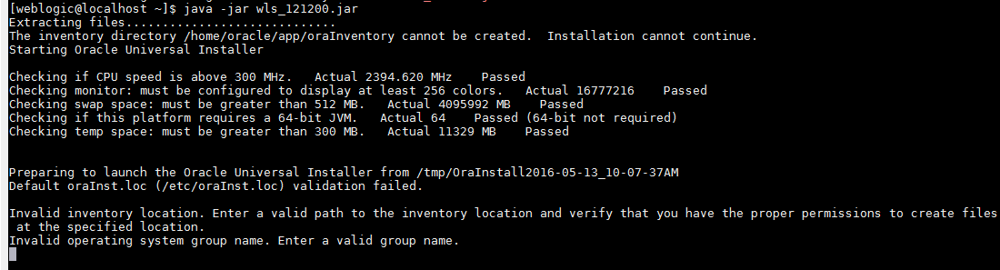 [weblogic@localhost ~]$ java -jar wls_121200.jar
Extracting files............................
The inventory directory /home/oracle/app/oraInventory cannot be created.  Installation cannot continue.
Starting Oracle Universal Installer
Checking if CPU speed is above 300 MHz.   Actual 2394.620 MHz    Passed
Checking monitor: must be configured to display at least 256 colors.   Actual 16777216    Passed
Checking swap space: must be greater than 512 MB.   Actual 4095992 MB    Passed
Checking if this platform requires a 64-bit JVM.   Actual 64    Passed (64-bit not required)
Checking temp space: must be greater than 300 MB.   Actual 11329 MB    Passed
Preparing to launch the Oracle Universal Installer from /tmp/OraInstall2016-05-13_10-07-37AM
Default oraInst.loc (/etc/oraInst.loc) validation failed.
Invalid inventory location. Enter a valid path to the inventory location and verify that you have the proper permissions to create files
 at the specified location.
Invalid operating system group name. Enter a valid group name.